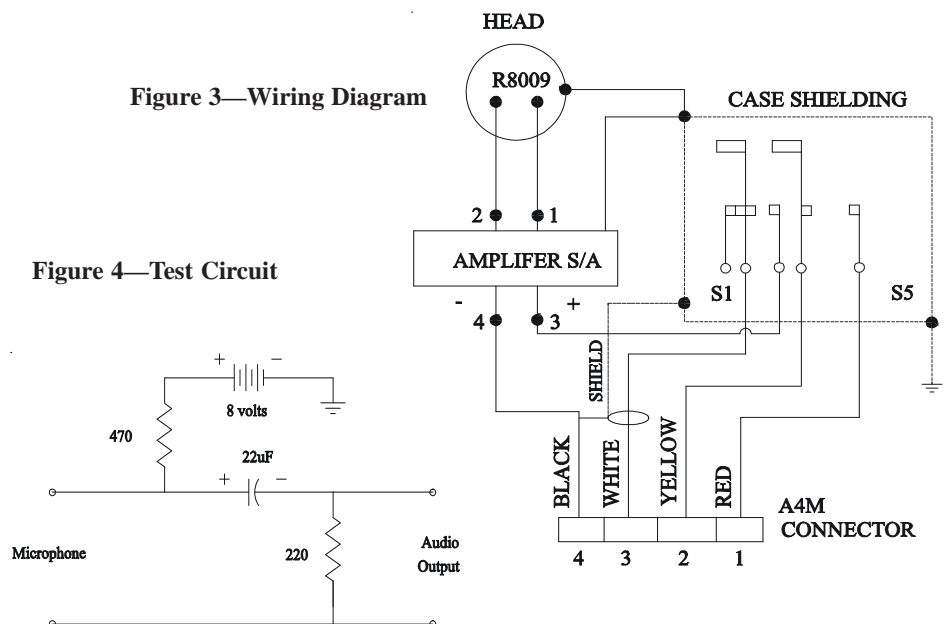 HEAD
R8009
Figure 3—Wiring Diagram
CASE SHIELDING
2 1
AMPLIFER S/A
Figure 4—Test Circuit
- +
4 3
S1 S5
SHIELD
+ −
8 volts
470
22uF
+ −
BLACK WHITE YELLOW RED
A4M
CONNECTOR
4 3 2 1
Microphone
220
Audio
Output